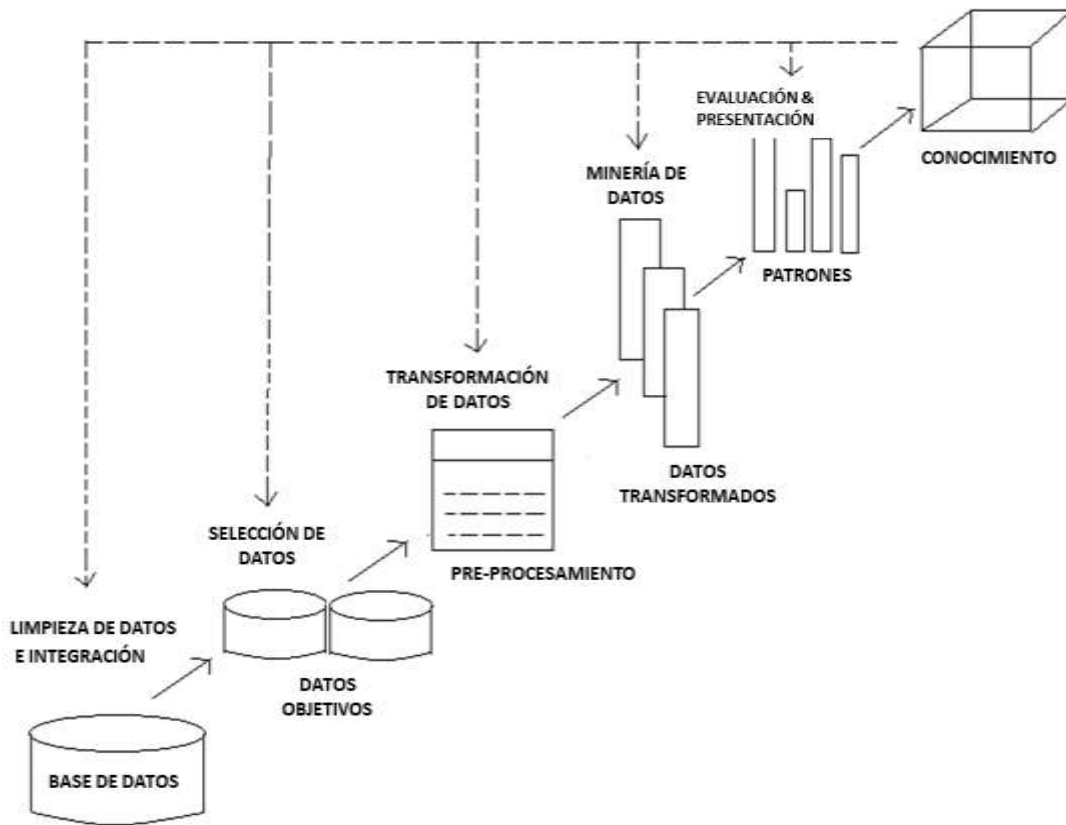 EVALUACIÓN &
PRESENTACIÓN
CONOCIMIENTO
MINERÍA DE
DATOS
PATRONES
TRANSFORMACIÓN
DE DATOS
DATOS
TRANSFORMADOS
SELECCIÓN DE
DATOS
PRE-PROCESAMIENTO
LIMPIEZA DE DATOS
E INTEGRACIÓN
DATOS
OBJETIVOS
BASE DE DATOS